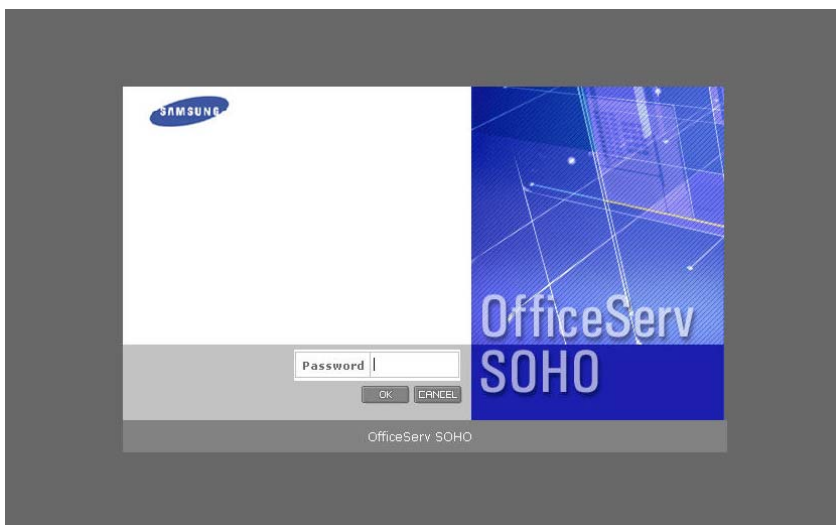 SAMSUNG
OfficeServ
SOHO
Password
OK CANCEL
OfficeServ SOHO